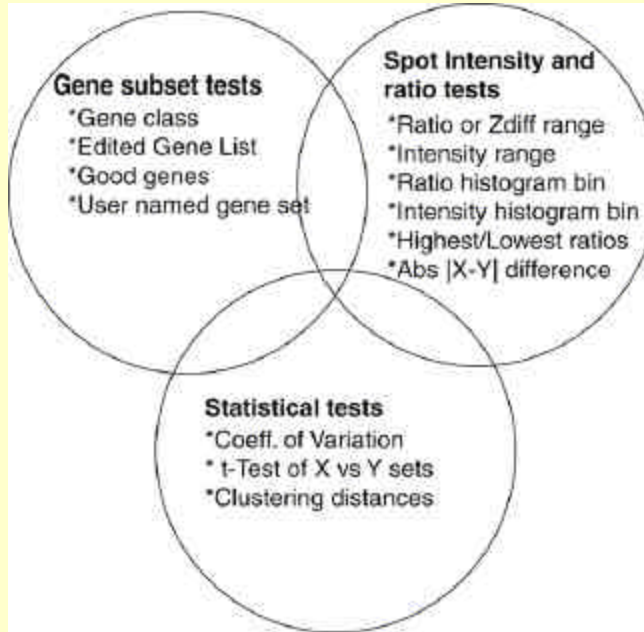 Gene subset tests
*Gene class
*Edited Gene List
*Good genes
*User named gene set
Spot Intensity and
ratio tests
*Ratio or Zdiff range
*Intensity range
*Ratio histogram bin
*Intensity histogram bin
*Highest/Lowest ratios
*Abs |X-Y| difference
Statistical tests
*Coeff. of Variation
* t-Test of X vs Y sets
*Clustering distances